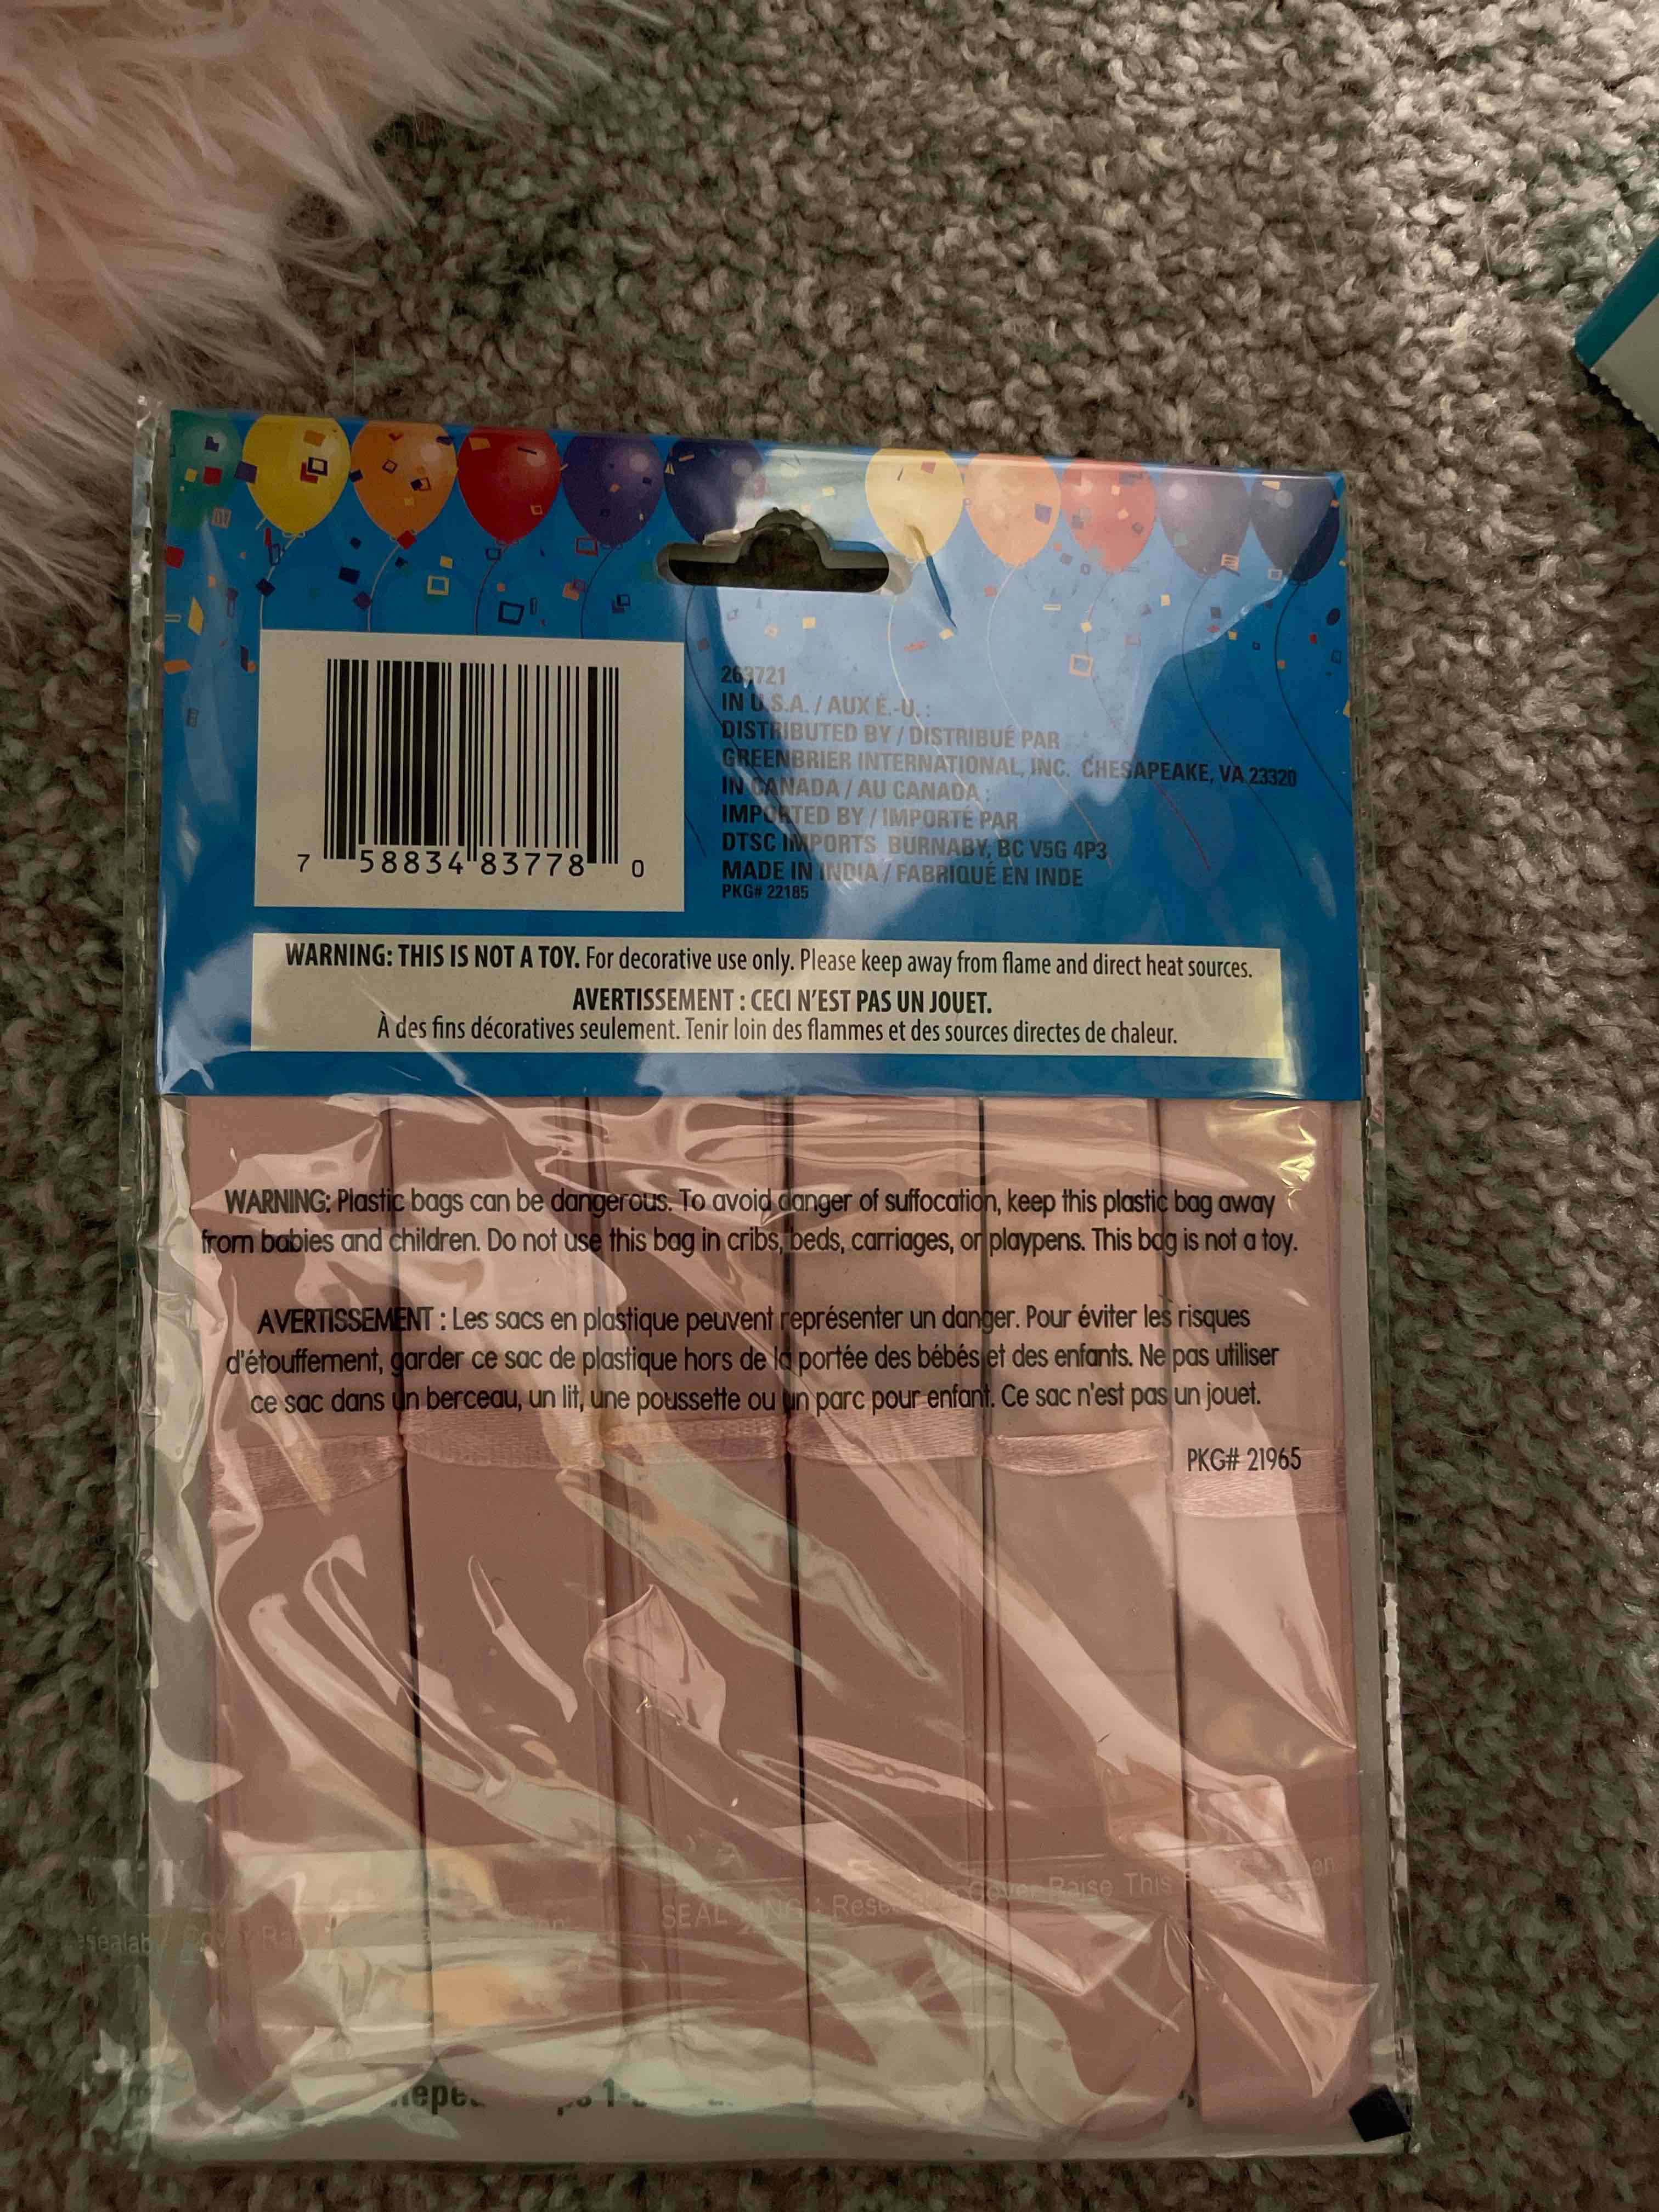 7 58834 83778 0
263721
IN U.S.A. / AUX É.-U. :
DISTRIBUTED BY / DISTRIBUÉ PAR
GREENBRIER INTERNATIONAL, INC. CHESAPEAKE, VA 23320
IN CANADA / AU CANADA :
IMPORTED BY / IMPORTÉ PAR
DTSC IMPORTS BURNABY, BC V5G 4P3
MADE IN INDIA / FABRIQUÉ EN INDE
PKG# 22185
WARNING: THIS IS NOT A TOY. For decorative use only. Please keep away from flame and direct heat sources.
AVERTISSEMENT : CECI N'EST PAS UN JOUET.
À des fins décoratives seulement. Tenir loin des flammes et des sources directes de chaleur.
WARNING: Plastic bags can be dangerous. To avoid danger of suffocation, keep this plastic bag away
from babies and children. Do not use this bag in cribs, beds, carriages, or playpens. This bag is not a toy.
AVERTISSEMENT : Les sacs en plastique peuvent représenter un danger. Pour éviter les risques
d'étouffement, garder ce sac de plastique hors de la portée des bébés et des enfants. Ne pas utiliser
ce sac dans un berceau, un lit, une poussette ou un parc pour enfant. Ce sac n'est pas un jouet.
PKG# 21965
SEAL KING : Cover Raise This